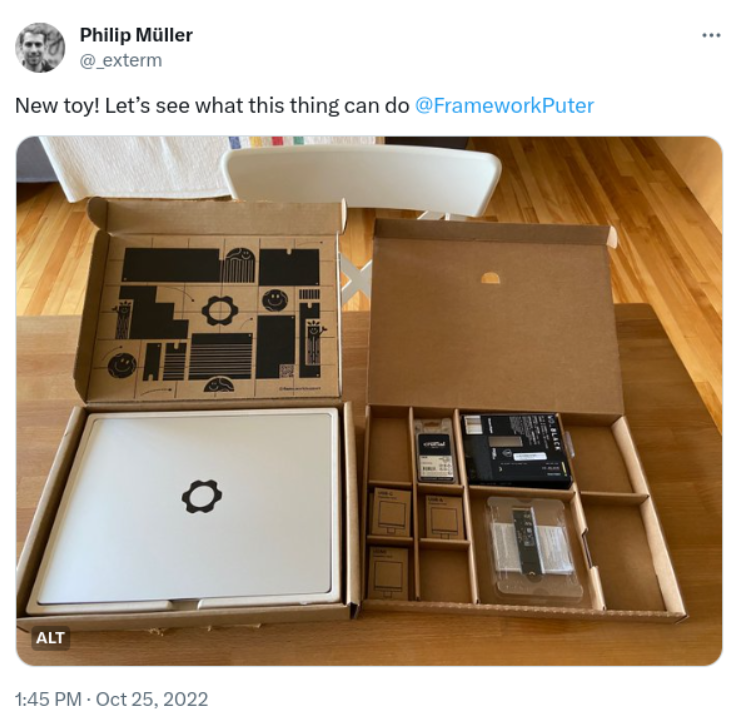 Philip Müller
@_exterm
New toy! Let’s see what this thing can do @FrameworkPuter
crucial
WD_BLACK
ALT
1:45 PM · Oct 25, 2022